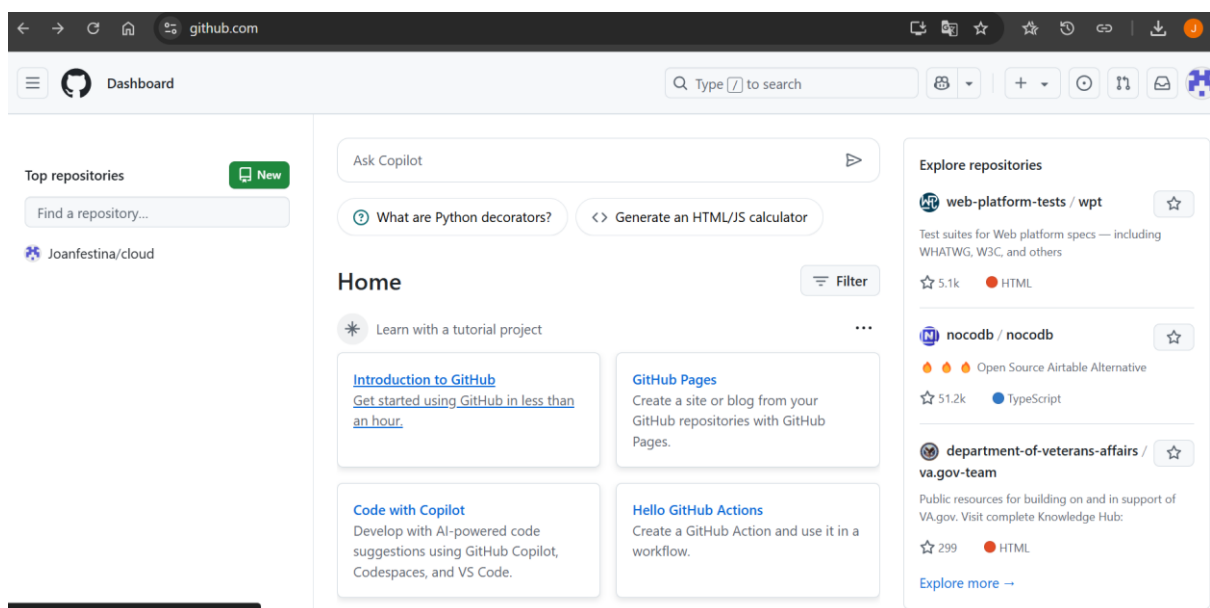 github.com
J
Dashboard
Type / to search
Top repositories
New
Find a repository...
Joanfestina/cloud
Ask Copilot
What are Python decorators?
<> Generate an HTML/JS calculator
Home
Filter
Learn with a tutorial project
Introduction to GitHub
Get started using GitHub in less than
an hour.
GitHub Pages
Create a site or blog from your
GitHub repositories with GitHub
Pages.
Code with Copilot
Develop with AI-powered code
suggestions using GitHub Copilot,
Codespaces, and VS Code.
Hello GitHub Actions
Create a GitHub Action and use it in a
workflow.
Explore repositories
web-platform-tests / wpt
Test suites for Web platform specs — including
WHATWG, W3C, and others
5.1k HTML
nocodb / nocodb
🔥 🔥 🔥 Open Source Airtable Alternative
51.2k TypeScript
department-of-veterans-affairs /
va.gov-team
Public resources for building on and in support of
VA.gov. Visit complete Knowledge Hub:
299 HTML
Explore more →